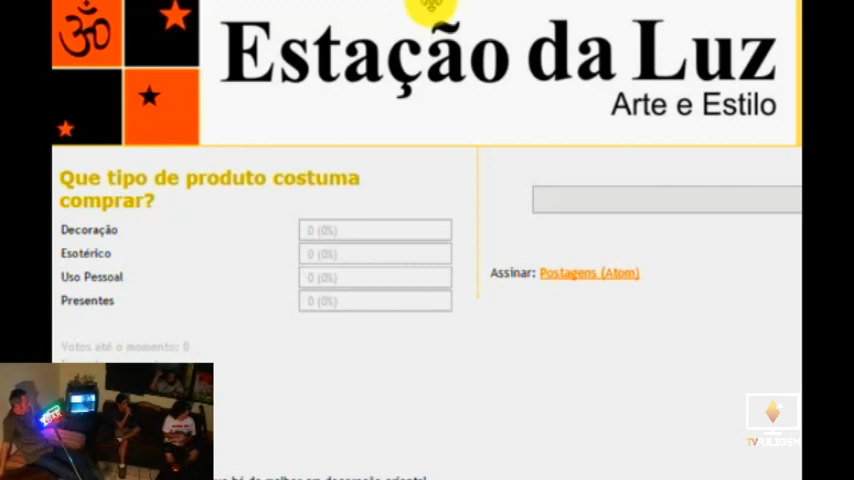 Estação da Luz
Arte e Estilo
Que tipo de produto costuma
comprar?
Decoração 0 (0%)
Esotérico 0 (0%)
Uso Pessoal 0 (0%)
Presentes 0 (0%)
Votos até o momento: 0
Assinar: Postagens (Atom)